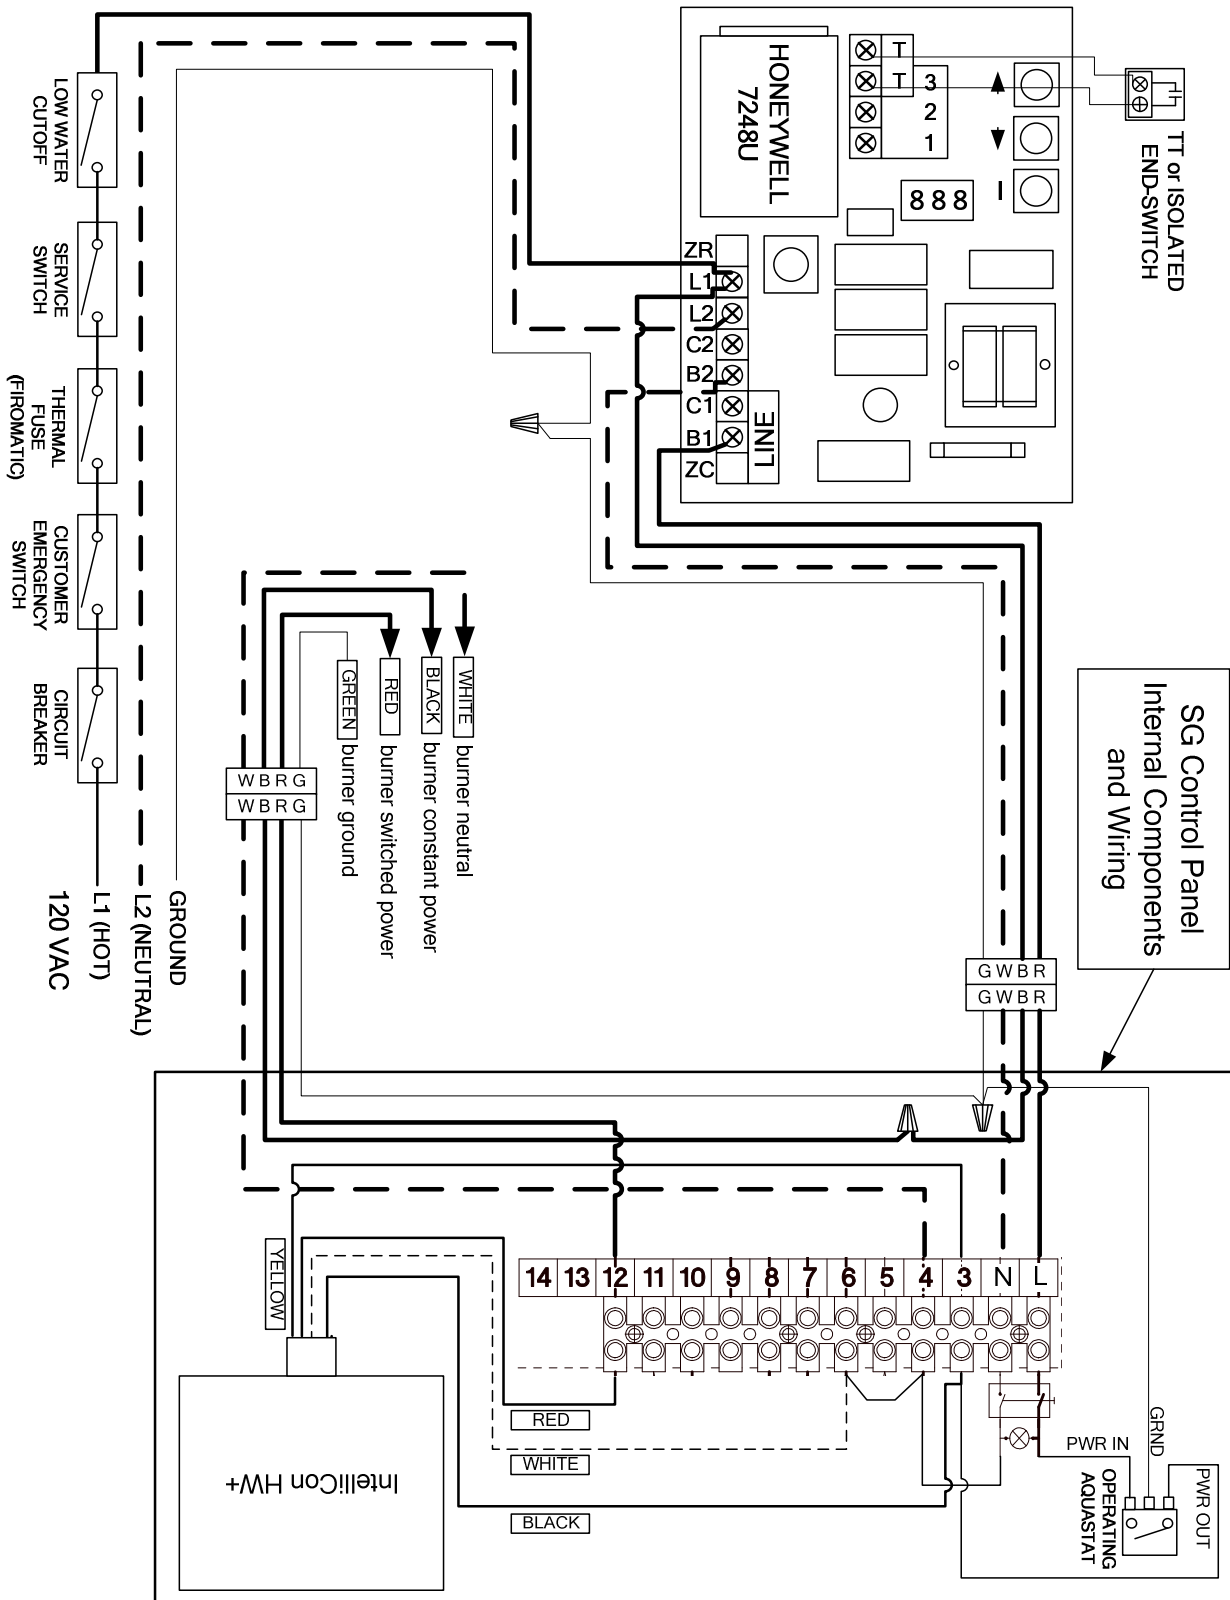 HONEYWELL
7248U
T
T
3
2
1
I
888
TT or ISOLATED
END-SWITCH
ZR
L1
L2
C2
B2
C1
B1
ZC
LINE
LOW WATER
CUTOFF
SERVICE
SWITCH
THERMAL
FUSE
(FIROMATIC)
CUSTOMER
EMERGENCY
SWITCH
CIRCUIT
BREAKER
GROUND
L2 (NEUTRAL)
L1 (HOT)
120 VAC
WHITE
burner neutral
BLACK
burner constant power
RED
burner switched power
GREEN
burner ground
W B R G
W B R G
SG Control Panel
Internal Components
and Wiring
G W B R
G W B R
14 13 12 11 10 9 8 7 6 5 4 3 N L
YELLOW
RED
WHITE
BLACK
IntelliCon HW+
PWR IN
GRND
PWR OUT
OPERATING
AQUASTAT